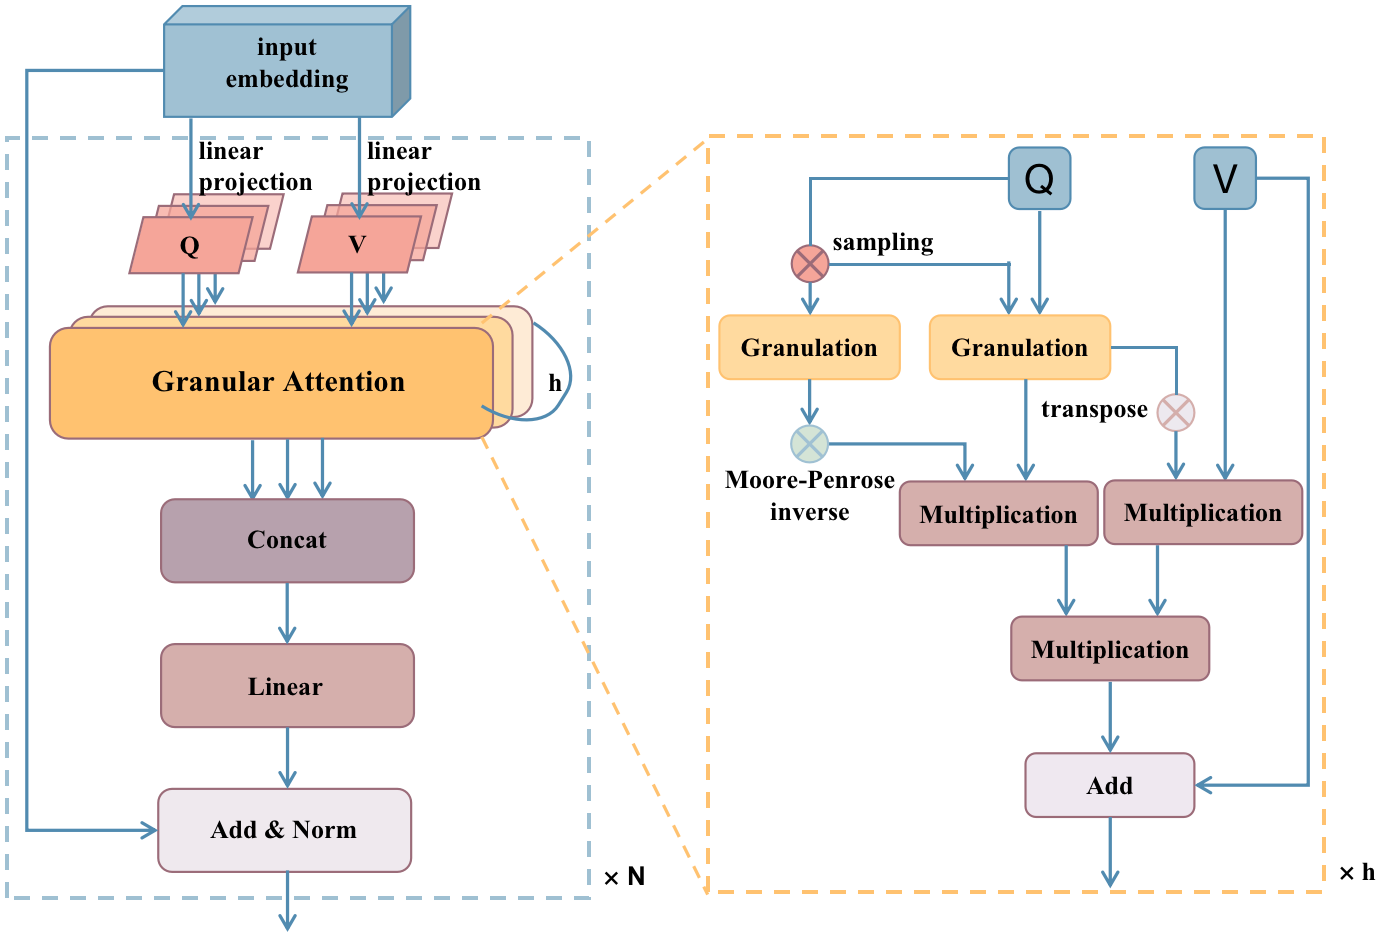 input
embedding
linear
projection
linear
projection
Q
V
Granular Attention
h
Concat
Linear
Add & Norm
× N
Q
V
sampling
Granulation
Granulation
transpose
Moore-Penrose
inverse
Multiplication
Multiplication
Multiplication
Add
× h